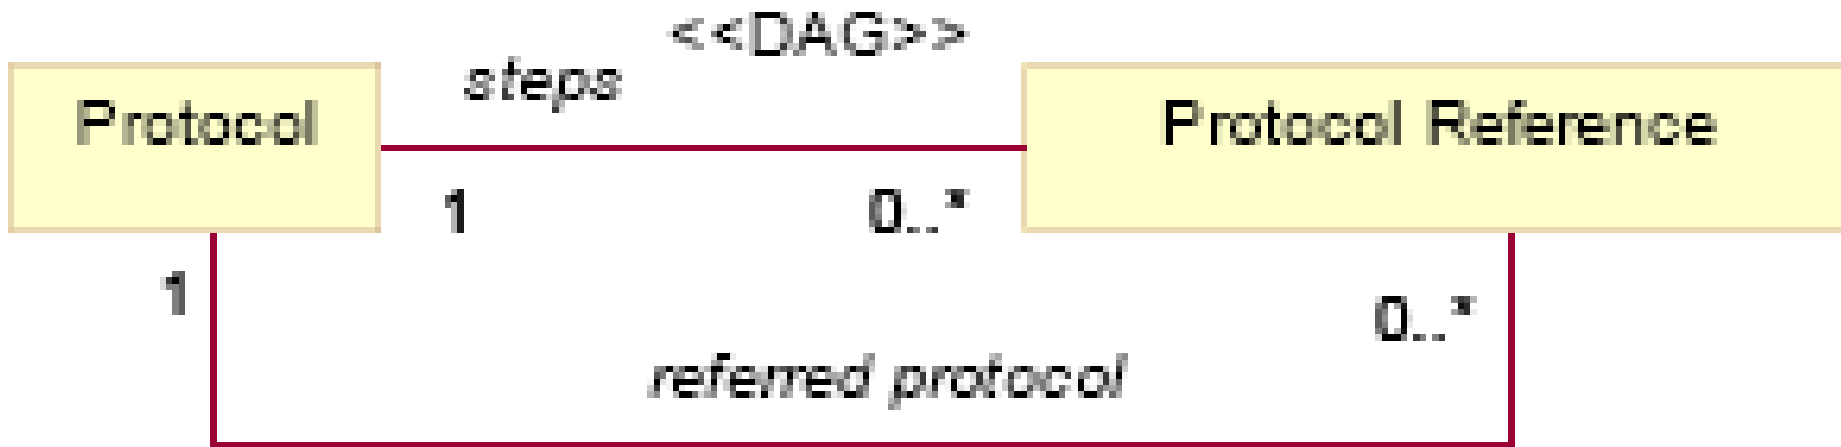 <<DAG>>
steps
Protocol
Protocol Reference
1
0..*
1
0..*
referred protocol